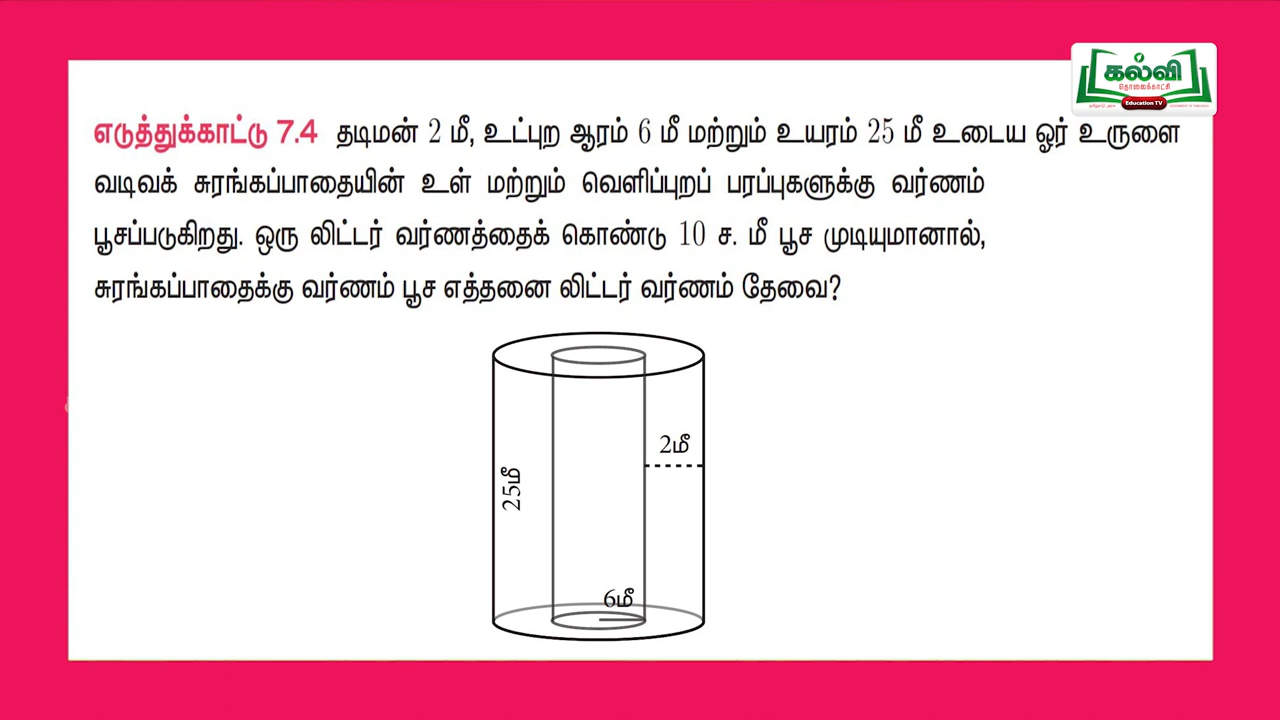 கல்வி
தொலைக்காட்சி
Education TV
எடுத்துக்காட்டு 7.4 தடிமன் 2 மீ, உட்புற ஆரம் 6 மீ மற்றும் உயரம் 25 மீ உடைய ஓர் உருளை
வடிவக் சுரங்கப்பாதையின் உள் மற்றும் வெளிப்புறப் பரப்புகளுக்கு வர்ணம்
பூசப்படுகிறது. ஒரு லிட்டர் வர்ணத்தைக் கொண்டு 10 ச. மீ பூச முடியுமானால்,
சுரங்கப்பாதைக்கு வர்ணம் பூச எத்தனை லிட்டர் வர்ணம் தேவை?
2மீ
25மீ
6மீ